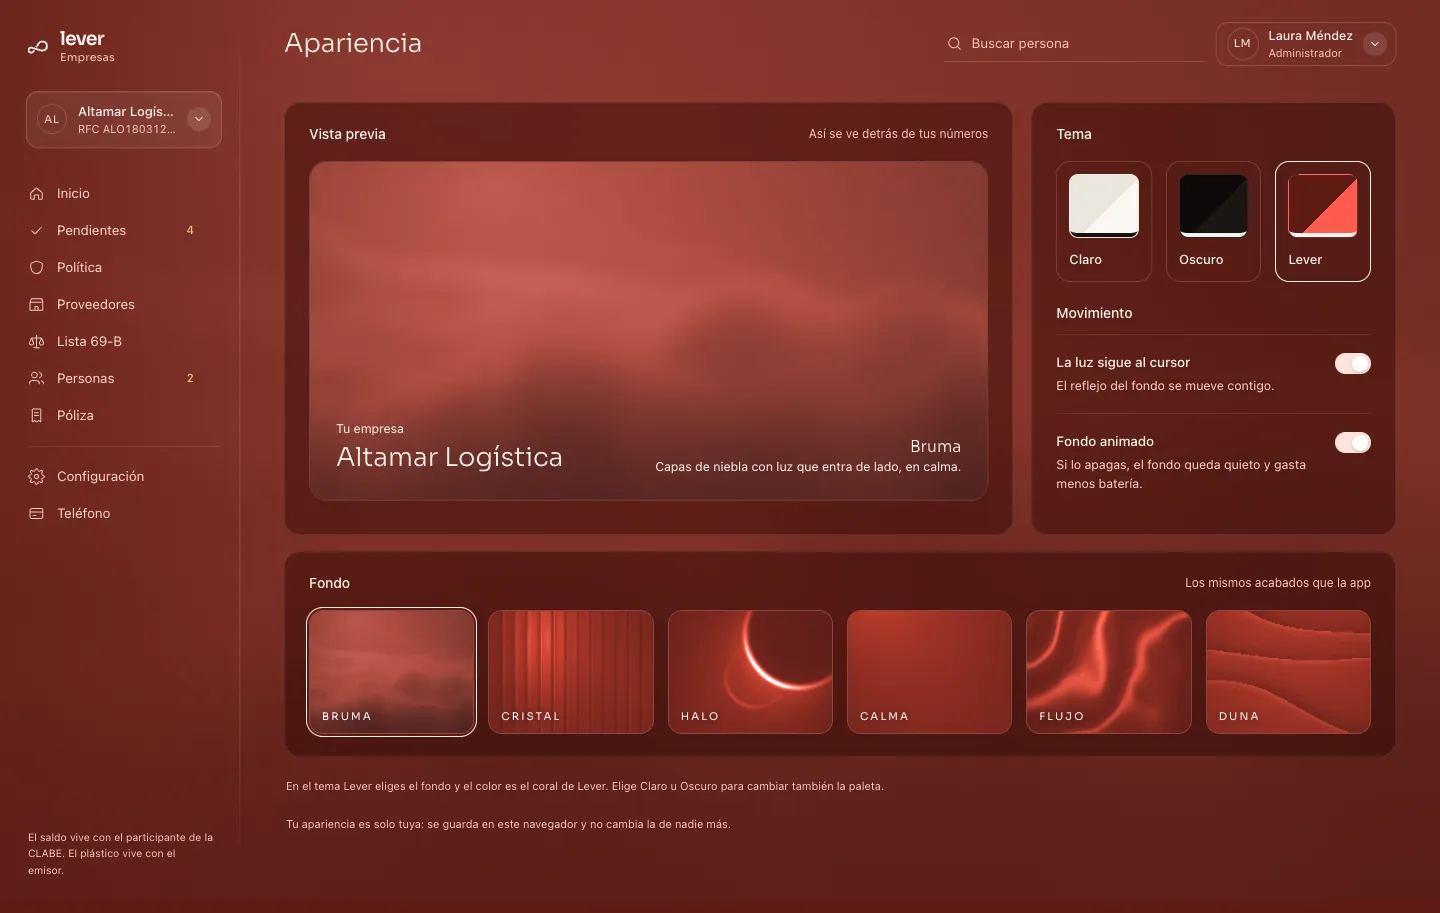 lever
Empresas
AL
Altamar Logís...
RFC ALO180312...
Inicio
Pendientes 4
Política
Proveedores
Lista 69-B
Personas 2
Póliza
Configuración
Teléfono
El saldo vive con el participante de la
CLABE. El plástico vive con el
emisor.
Apariencia
Buscar persona
LM
Laura Méndez
Administrador
Vista previa
Así se ve detrás de tus números
Tu empresa
Altamar Logística
Bruma
Capas de niebla con luz que entra de lado, en calma.
Tema
Claro
Oscuro
Lever
Movimiento
La luz sigue al cursor
El reflejo del fondo se mueve contigo.
Fondo animado
Si lo apagas, el fondo queda quieto y gasta
menos batería.
Fondo
Los mismos acabados que la app
BRUMA
CRISTAL
HALO
CALMA
FLUJO
DUNA
En el tema Lever eliges el fondo y el color es el coral de Lever. Elige Claro u Oscuro para cambiar también la paleta.
Tu apariencia es solo tuya: se guarda en este navegador y no cambia la de nadie más.